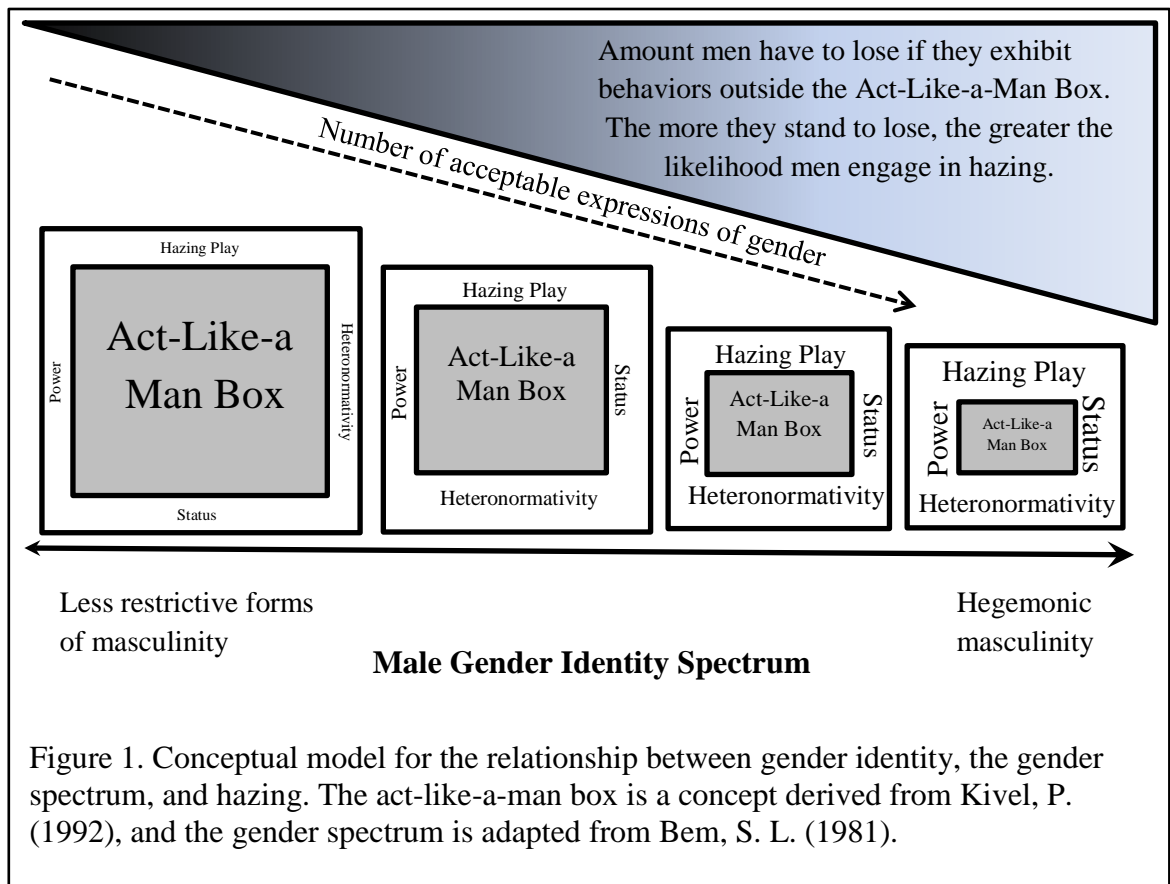 Amount men have to lose if they exhibit
behaviors outside the Act-Like-a-Man Box.
The more they stand to lose, the greater the
likelihood men engage in hazing.
Number of acceptable expressions of gender
Hazing Play
Power
Act-Like-a
Man Box
Heteronormativity
Status
Hazing Play
Power
Act-Like-a
Man Box
Status
Heteronormativity
Hazing Play
Power
Act-Like-a
Man Box
Status
Heteronormativity
Hazing Play
Power
Act-Like-a
Man Box
Status
Heteronormativity
Less restrictive forms
of masculinity
Hegemonic
masculinity
Male Gender Identity Spectrum
Figure 1. Conceptual model for the relationship between gender identity, the gender
spectrum, and hazing. The act-like-a-man box is a concept derived from Kivel, P.
(1992), and the gender spectrum is adapted from Bem, S. L. (1981).